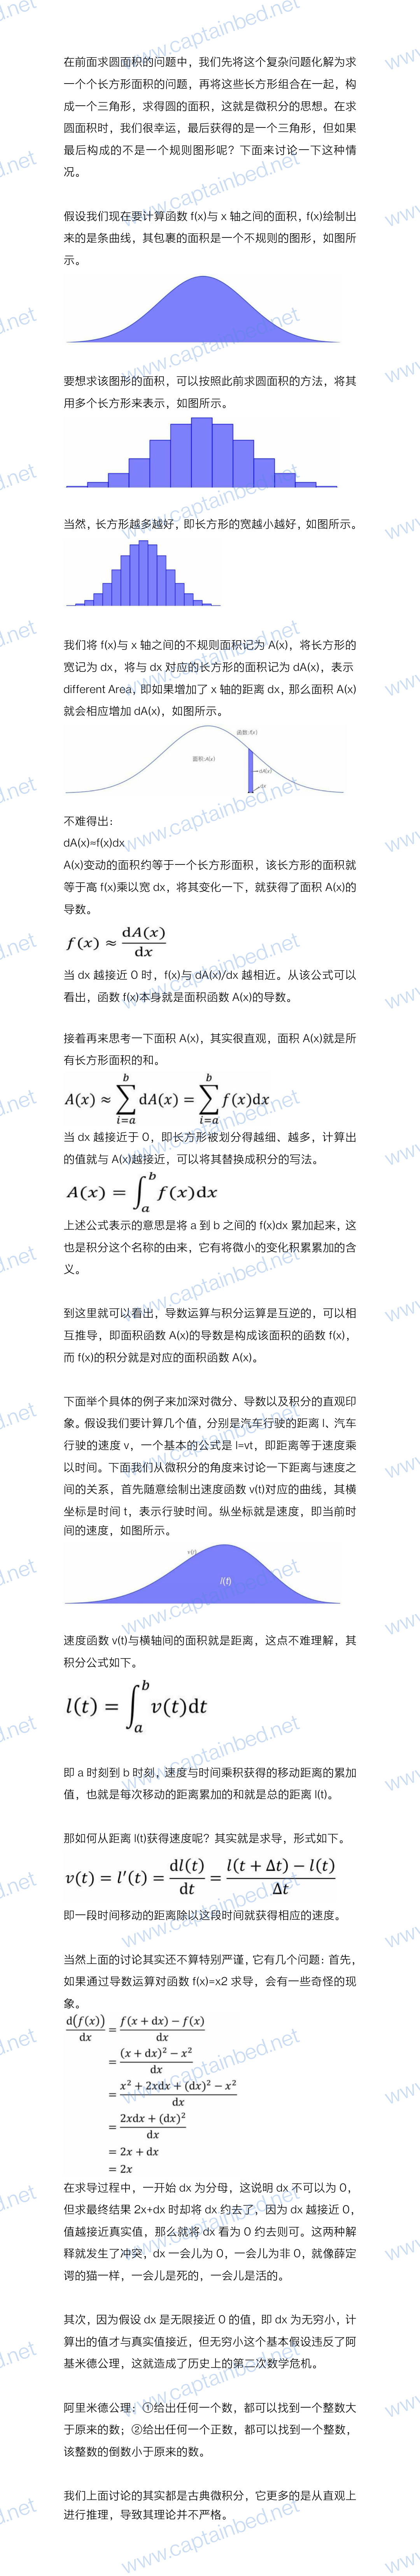 在前面求圆面积的问题中，我们先将这个复杂问题化解为求
一个个长方形面积的问题，再将这些长方形组合在一起，构
成一个三角形，求得圆的面积，这就是微积分的思想。在求
圆面积时，我们很幸运，最后获得的是一个三角形，但如果
最后构成的不是一个规则图形呢？下面来讨论一下这种情
况。
假设我们现在要计算函数 f(x)与 x 轴之间的面积，f(x)绘制出
来的是条曲线，其包裹的面积是一个不规则的图形，如图所
示。
要想求该图形的面积，可以按照此前求圆面积的方法，将其
用多个长方形来表示，如图所示。
当然，长方形越多越好，即长方形的宽越小越好，如图所示。
我们将 f(x)与 x 轴之间的不规则面积记为 A(x)，将长方形的
宽记为 dx，将与 dx 对应的长方形的面积记为 dA(x)，表示
different Area，即如果增加了 x 轴的距离 dx，那么面积 A(x)
就会相应增加 dA(x)，如图所示。
函数:f(x)
面积:A(x)
dA(x)
dx
不难得出：
dA(x)≈f(x)dx
A(x)变动的面积约等于一个长方形面积，该长方形的面积就
等于高 f(x)乘以宽 dx，将其变化一下，就获得了面积 A(x)的
导数。
f(x) ≈ dA(x)/dx
当 dx 越接近 0 时，f(x)与 dA(x)/dx 越相近。从该公式可以
看出，函数 f(x)本身就是面积函数 A(x)的导数。
接着再来思考一下面积 A(x)，其实很直观，面积 A(x)就是所
有长方形面积的和。
A(x) ≈ ∑_{i=a}^{b} dA(x) = ∑_{i=a}^{b} f(x)dx
当 dx 越接近于 0，即长方形被划分得越细、越多，计算出
的值就与 A(x)越接近，可以将其替换成积分的写法。
A(x) = ∫_a^b f(x)dx
上述公式表示的意思是将 a 到 b 之间的 f(x)dx 累加起来，这
也是积分这个名称的由来，它有将微小的变化积累累加的含
义。
到这里就可以看出，导数运算与积分运算是互逆的，可以相
互推导，即面积函数 A(x)的导数是构成该面积的函数 f(x)，
而 f(x)的积分就是对应的面积函数 A(x)。
下面举个具体的例子来加深对微分、导数以及积分的直观印
象。假设我们要计算几个值，分别是汽车行驶的距离 l、汽车
行驶的速度 v，一个基本的公式是 l=vt，即距离等于速度乘
以时间。下面我们从微积分的角度来讨论一下距离与速度之
间的关系，首先随意绘制出速度函数 v(t)对应的曲线，其横
坐标是时间 t，表示行驶时间。纵坐标就是速度，即当前时
间的速度，如图所示。
v(t)
l(t)
速度函数 v(t)与横轴间的面积就是距离，这点不难理解，其
积分公式如下。
l(t) = ∫_a^b v(t)dt
即 a 时刻到 b 时刻，速度与时间乘积获得的移动距离的累加
值，也就是每次移动的距离累加的和就是总的距离 l(t)。
那如何从距离 l(t)获得速度呢？其实就是求导，形式如下。
v(t) = l′(t) = dl(t)/dt = (l(t + Δt) − l(t))/Δt
即一段时间移动的距离除以这段时间就获得相应的速度。
当然上面的讨论其实还不算特别严谨，它有几个问题：首先，
如果通过导数运算对函数 f(x)=x2 求导，会有一些奇怪的现
象。
d(f(x))/dx = (f(x + dx) − f(x))/dx
= ((x + dx)² − x²)/dx
= (x² + 2xdx + (dx)² − x²)/dx
= (2xdx + (dx)²)/dx
= 2x + dx
= 2x
在求导过程中，一开始 dx 为分母，这说明 dx 不可以为 0，
但求最终结果 2x+dx 时却将 dx 约去了，因为 dx 越接近 0，
值越接近真实值，那么就将 dx 看为 0 约去则可。这两种解
释就发生了冲突，dx 一会儿为 0，一会儿为非 0，就像薛定
谔的猫一样，一会儿是死的，一会儿是活的。
其次，因为假设 dx 是无限接近 0 的值，即 dx 为无穷小，计
算出的值才与真实值接近，但无穷小这个基本假设违反了阿
基米德公理，这就造成了历史上的第二次数学危机。
阿里米德公理：①给出任何一个数，都可以找到一个整数大
于原来的数；②给出任何一个正数，都可以找到一个整数，
该整数的倒数小于原来的数。
我们上面讨论的其实都是古典微积分，它更多的是从直观上
进行推理，导致其理论并不严格。
www.captainbed.net